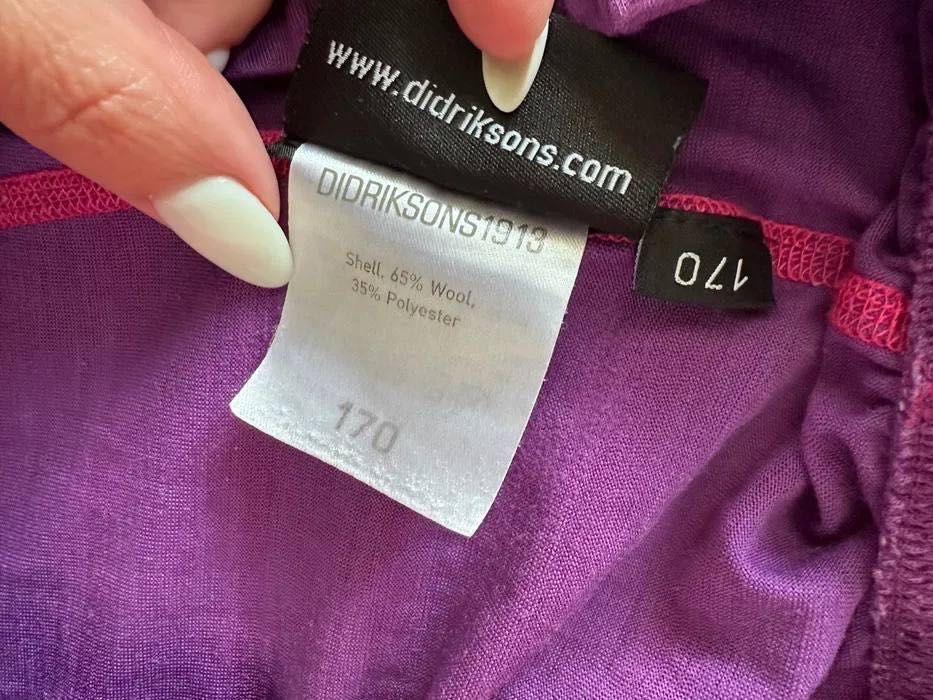 www.didriksons.com
DIDRIKSONS1913
Shell, 65% Wool,
35% Polyester
170
170